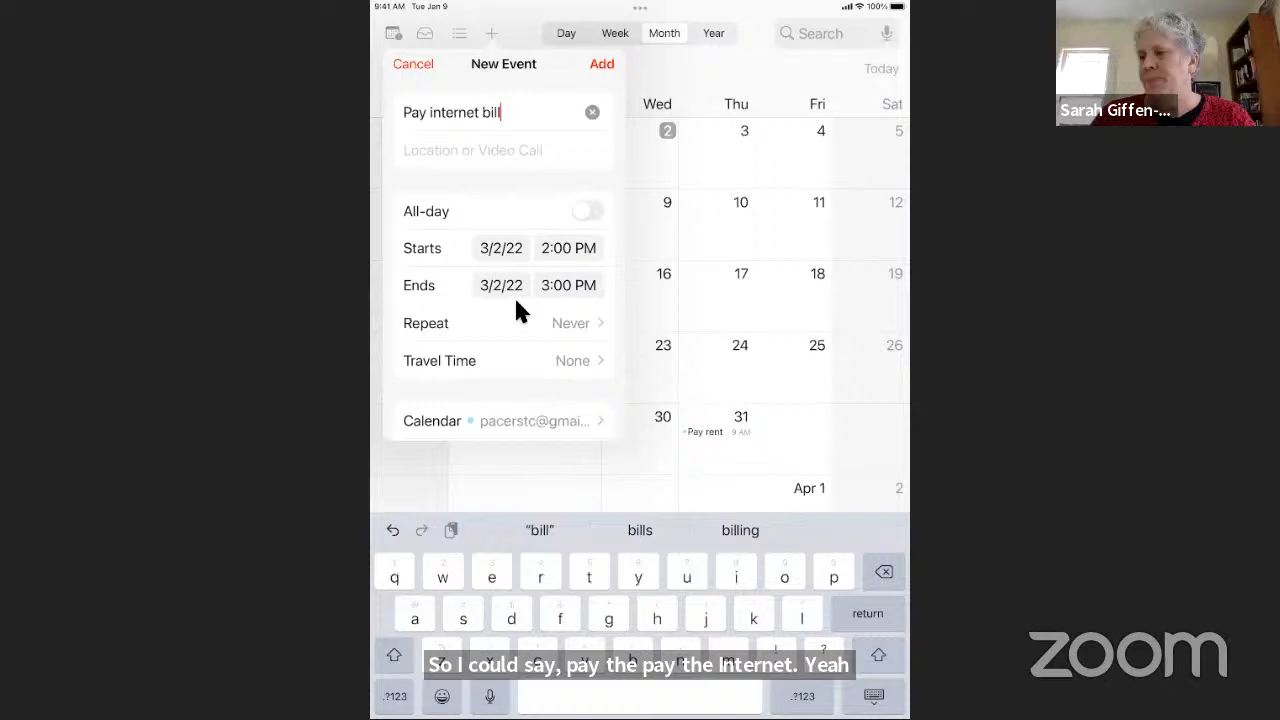 9:41 AM Tue Jan 9
100%
Day Week Month Year
Search
Cancel New Event Add
Today
Pay internet bill
Location or Video Call
Wed Thu Fri Sat
2 3 4 5
All-day
9 10 11 12
Starts 3/2/22 2:00 PM
Ends 3/2/22 3:00 PM
16 17 18 19
Repeat Never
Travel Time None
23 24 25 26
Calendar pacerstc@gmai...
30 31
Pay rent 9 AM
Apr 1 2
"bill" bills billing
q w e r t y u i o p
a s d f g h j k l return
! ?
So I could say, pay the pay the Internet. Yeah
.?123 .?123
Sarah Giffen-...
zoom